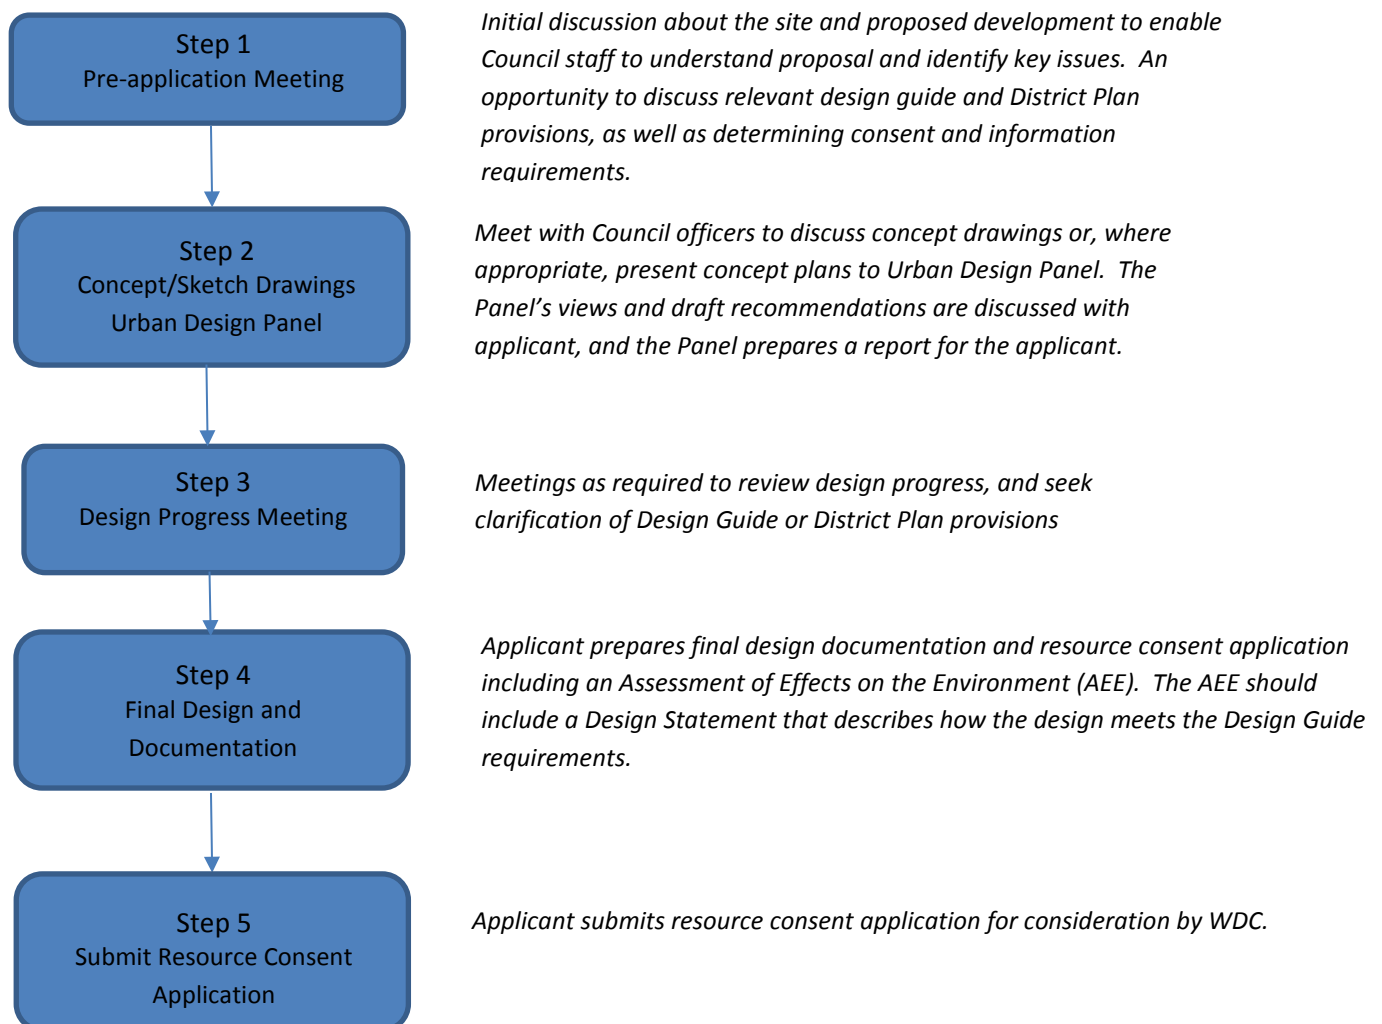 Step 1
Pre-application Meeting
Initial discussion about the site and proposed development to enable
Council staff to understand proposal and identify key issues.  An
opportunity to discuss relevant design guide and District Plan
provisions, as well as determining consent and information
requirements.
Step 2
Concept/Sketch Drawings
Urban Design Panel
Meet with Council officers to discuss concept drawings or, where
appropriate, present concept plans to Urban Design Panel.  The
Panel’s views and draft recommendations are discussed with
applicant, and the Panel prepares a report for the applicant.
Step 3
Design Progress Meeting
Meetings as required to review design progress, and seek
clarification of Design Guide or District Plan provisions
Step 4
Final Design and
Documentation
Applicant prepares final design documentation and resource consent application
including an Assessment of Effects on the Environment (AEE).  The AEE should
include a Design Statement that describes how the design meets the Design Guide
requirements.
Step 5
Submit Resource Consent
Application
Applicant submits resource consent application for consideration by WDC.